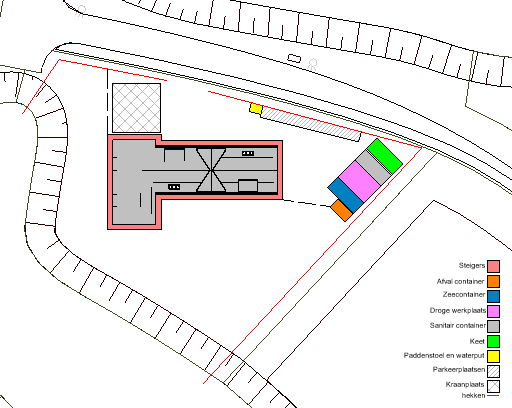 Steigers
Afval container
Zeecontainer
Droge werkplaats
Sanitair container
Keet
Paddenstoel en waterput
Parkeerplaatsen
Kraanplaats
hekken